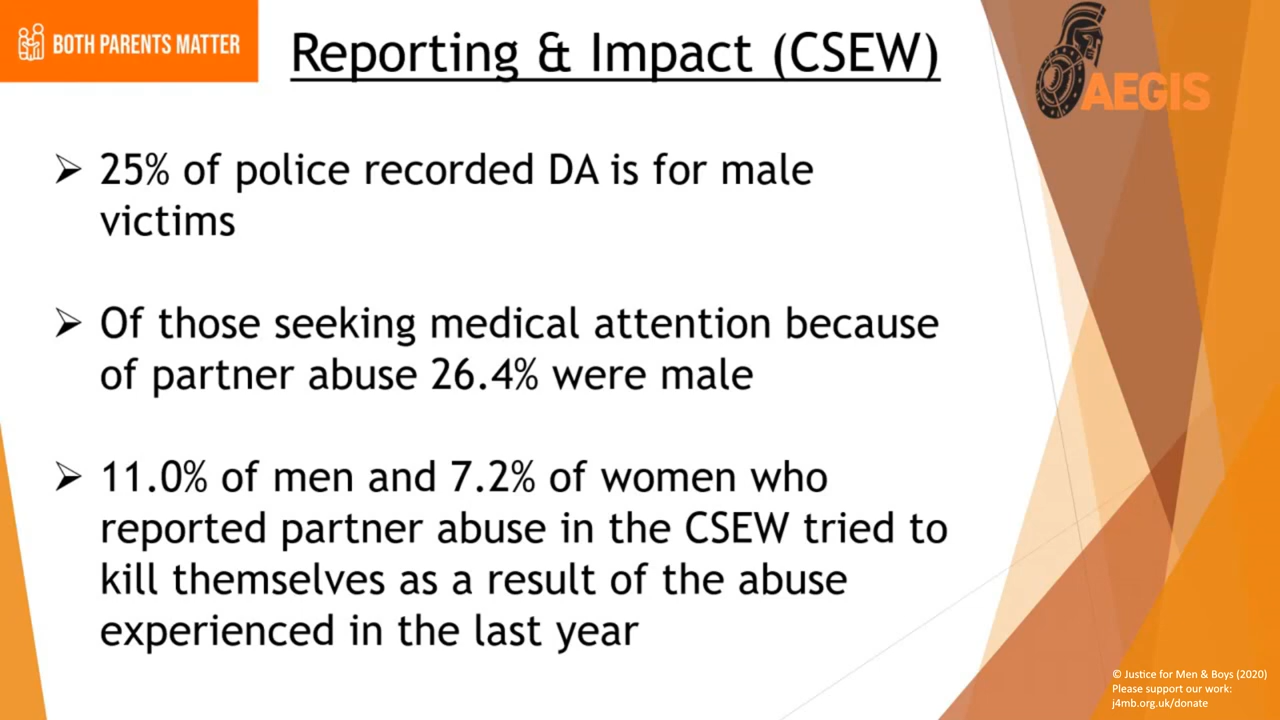 BOTH PARENTS MATTER
Reporting & Impact (CSEW)
AEGIS
➢ 25% of police recorded DA is for male
victims
➢ Of those seeking medical attention because
of partner abuse 26.4% were male
➢ 11.0% of men and 7.2% of women who
reported partner abuse in the CSEW tried to
kill themselves as a result of the abuse
experienced in the last year
© Justice for Men & Boys (2020)
Please support our work:
j4mb.org.uk/donate